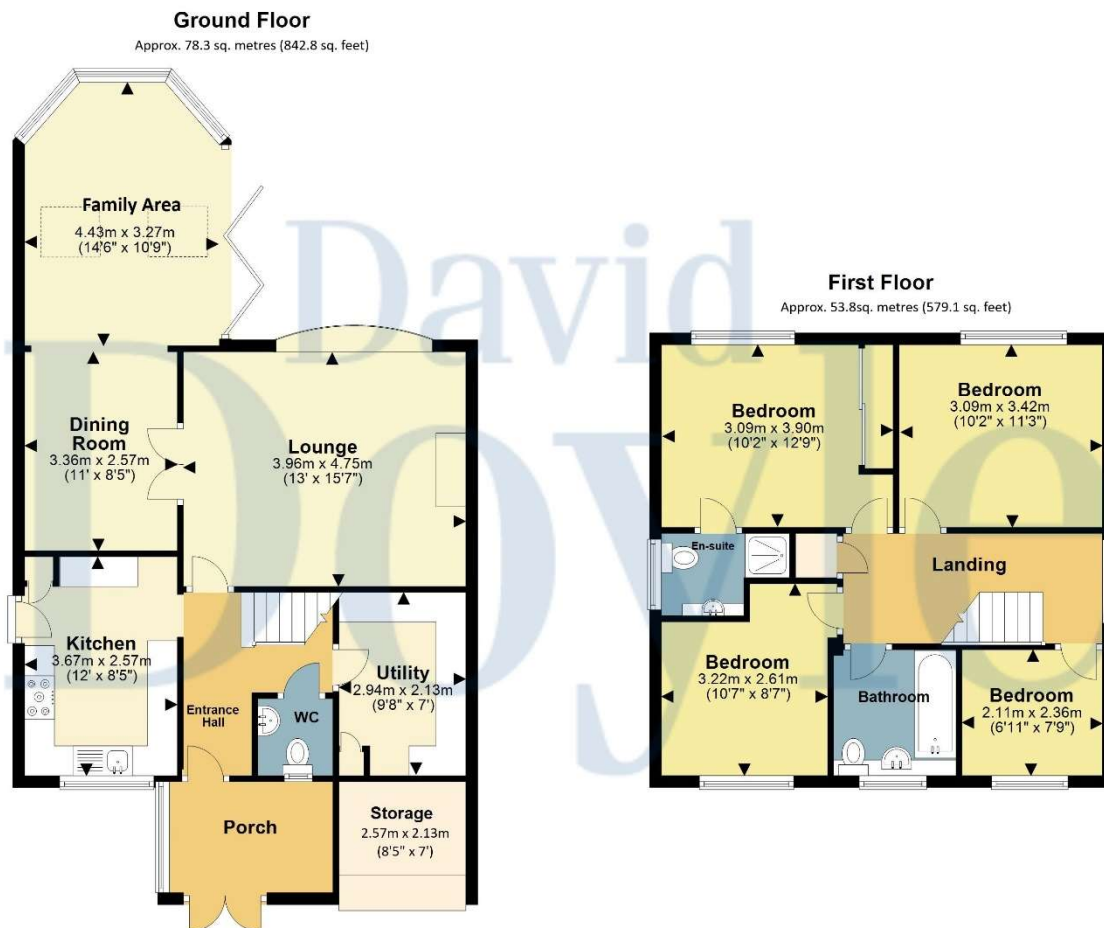 Ground Floor
Approx. 78.3 sq. metres (842.8 sq. feet)
Family Area
4.43m x 3.27m
(14'6" x 10'9")
Dining
Room
3.36m x 2.57m
(11' x 8'5")
Lounge
3.96m x 4.75m
(13' x 15'7")
Kitchen
3.67m x 2.57m
(12' x 8'5")
Entrance
Hall
WC
Utility
2.94m x 2.13m
(9'8" x 7')
Porch
Storage
2.57m x 2.13m
(8'5" x 7')
First Floor
Approx. 53.8sq. metres (579.1 sq. feet)
Bedroom
3.09m x 3.90m
(10'2" x 12'9")
Bedroom
3.09m x 3.42m
(10'2" x 11'3")
En-suite
Landing
Bedroom
3.22m x 2.61m
(10'7" x 8'7")
Bathroom
Bedroom
2.11m x 2.36m
(6'11" x 7'9")
David
Doyle